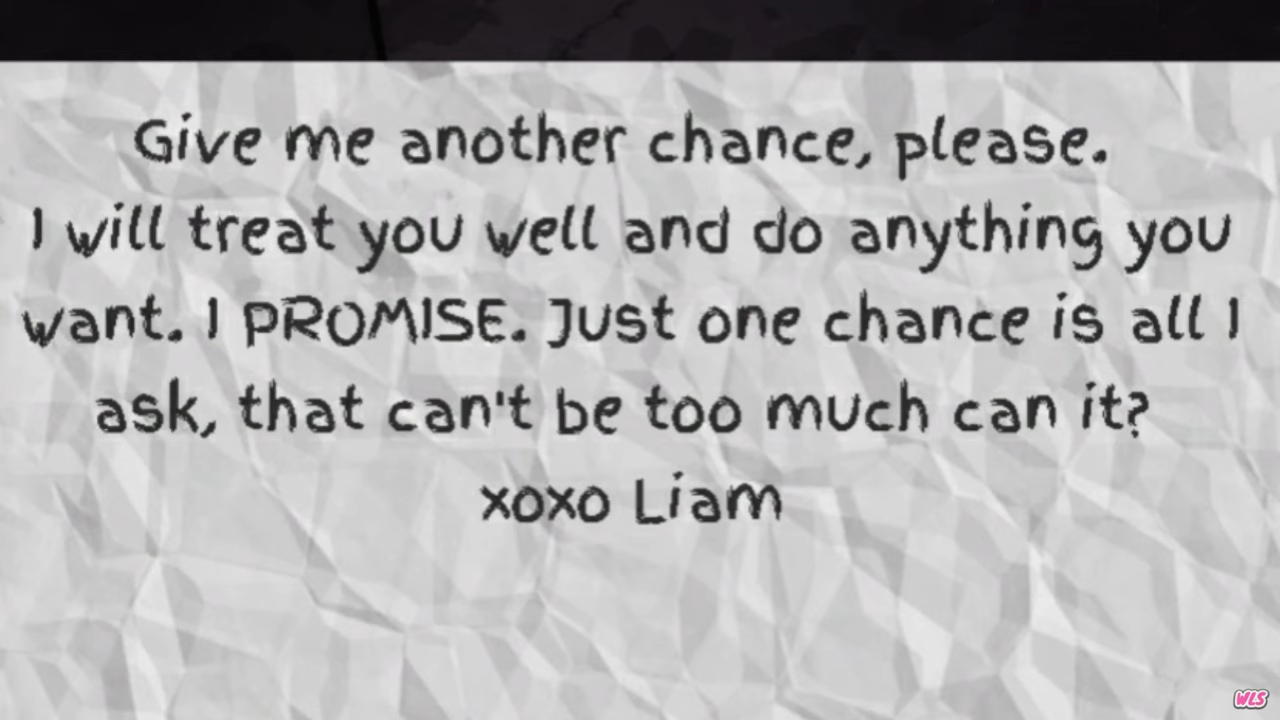 Give me another chance, please.
I will treat you well and do anything you
want. I PROMISE. Just one chance is all I
ask, that can't be too much can it?
xoxo Liam
WLS